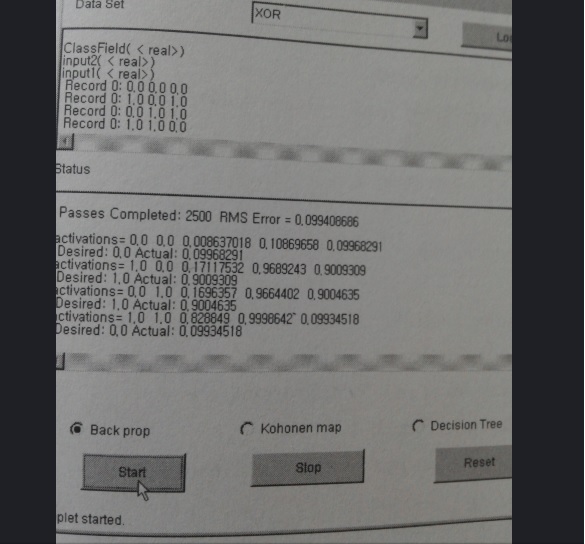 Data Set
XOR
ClassField( < real>)
input2( < real>)
input1( < real>)
Record 0: 0,0 0,0 0,0
Record 0: 1,0 0,0 1,0
Record 0: 0,0 1,0 1,0
Record 0: 1,0 1,0 0,0
Status
Passes Completed: 2500 RMS Error = 0,099408686
activations= 0,0 0,0 0,008637018 0,10869658 0,09968291
Desired: 0,0 Actual: 0,09968291
activations= 1,0 0,0 0,17117532 0,9689243 0,9009309
Desired: 1,0 Actual: 0,9009309
activations= 0,0 1,0 0,1696357 0,9664402 0,9004635
Desired: 1,0 Actual: 0,9004635
activations= 1,0 1,0 0,828849 0,9998642 0,09934518
Desired: 0,0 Actual: 0,09934518
Back prop
Kohonen map
Decision Tree
Start
Stop
Reset
plet started.